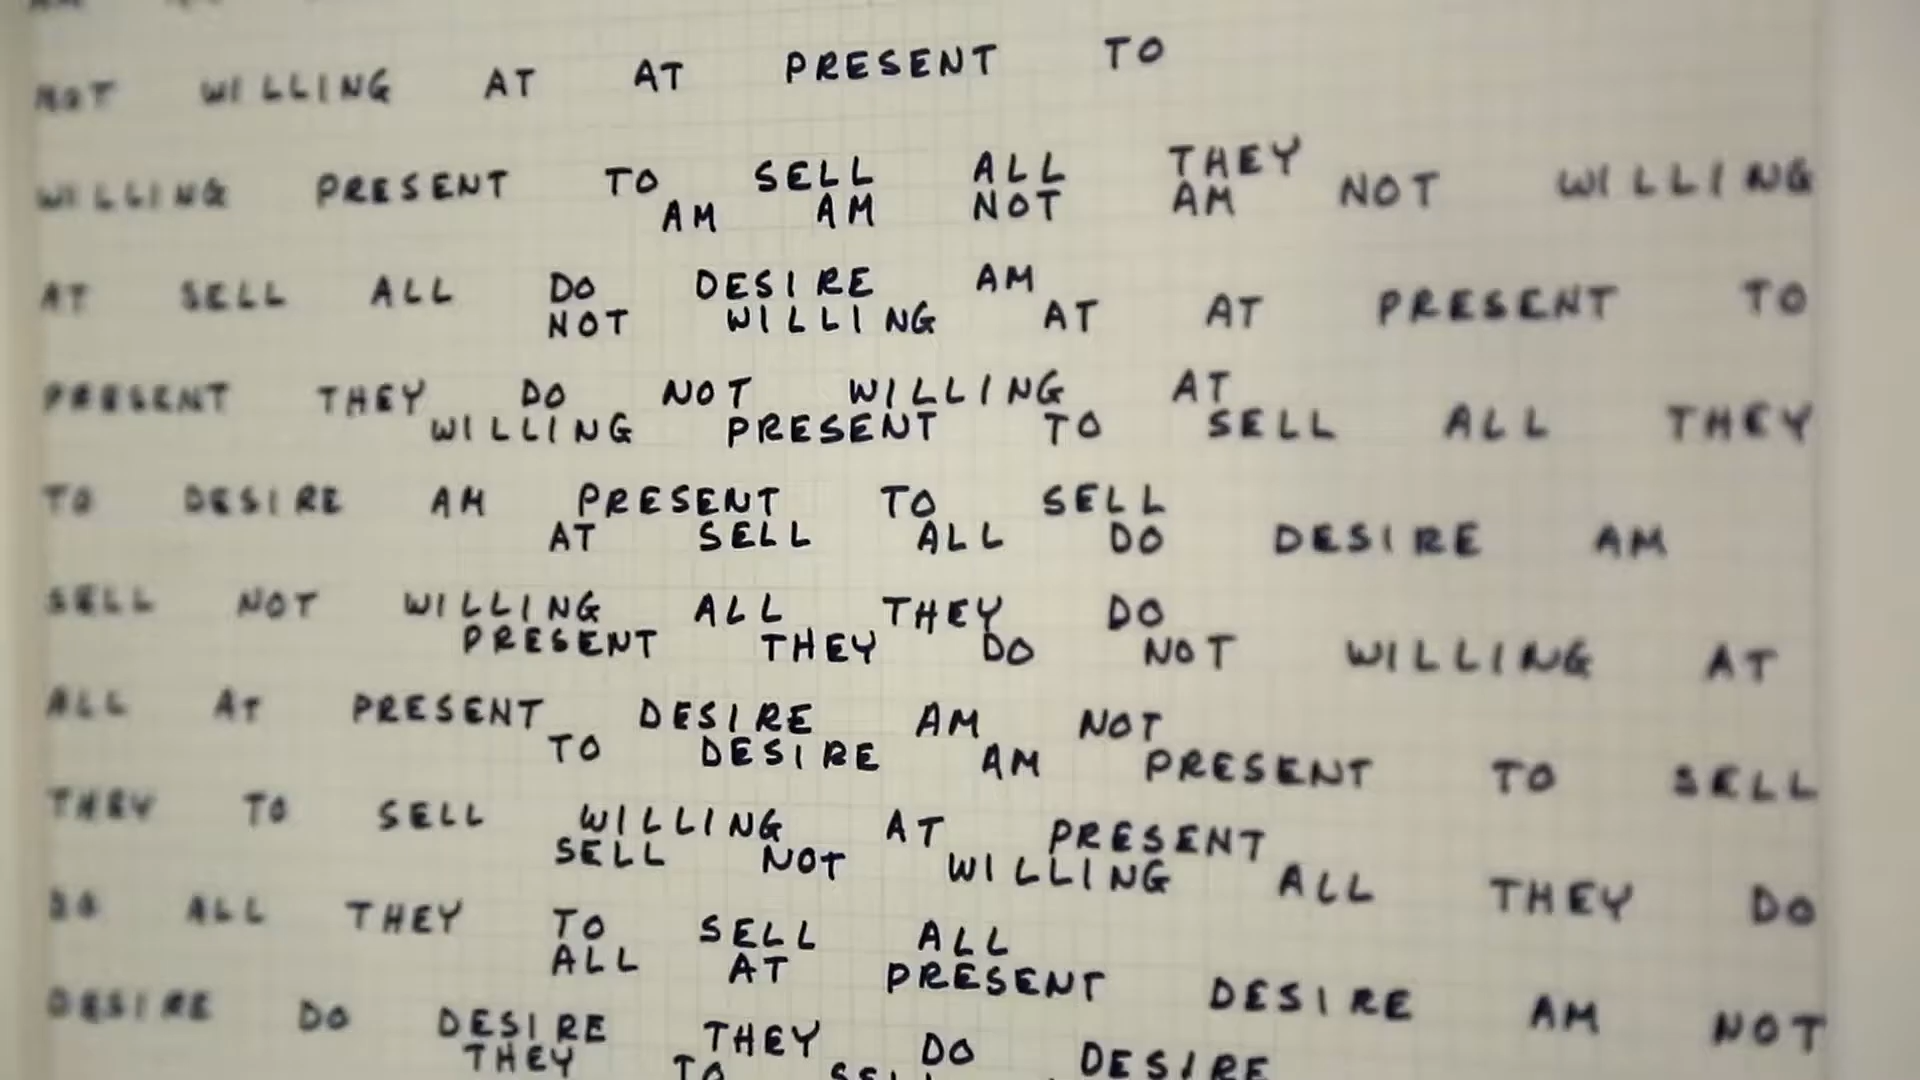 NOT WILLING AT AT PRESENT TO
WILLING PRESENT TO SELL ALL THEY
AM AM NOT AM NOT WILLING
AT SELL ALL DO DESIRE AM
NOT WILLING AT AT PRESENT TO
PRESENT THEY DO NOT WILLING AT
WILLING PRESENT TO SELL ALL THEY
TO DESIRE AM PRESENT TO SELL
AT SELL ALL DO DESIRE AM
SELL NOT WILLING ALL THEY DO
PRESENT THEY DO NOT WILLING AT
ALL AT PRESENT DESIRE AM NOT
TO DESIRE AM PRESENT TO SELL
THEY TO SELL WILLING AT PRESENT
SELL NOT WILLING ALL THEY DO
DO ALL THEY TO SELL ALL
ALL AT PRESENT DESIRE AM NOT
DESIRE DO DESIRE THEY DO DESIRE
THEY TO SELL